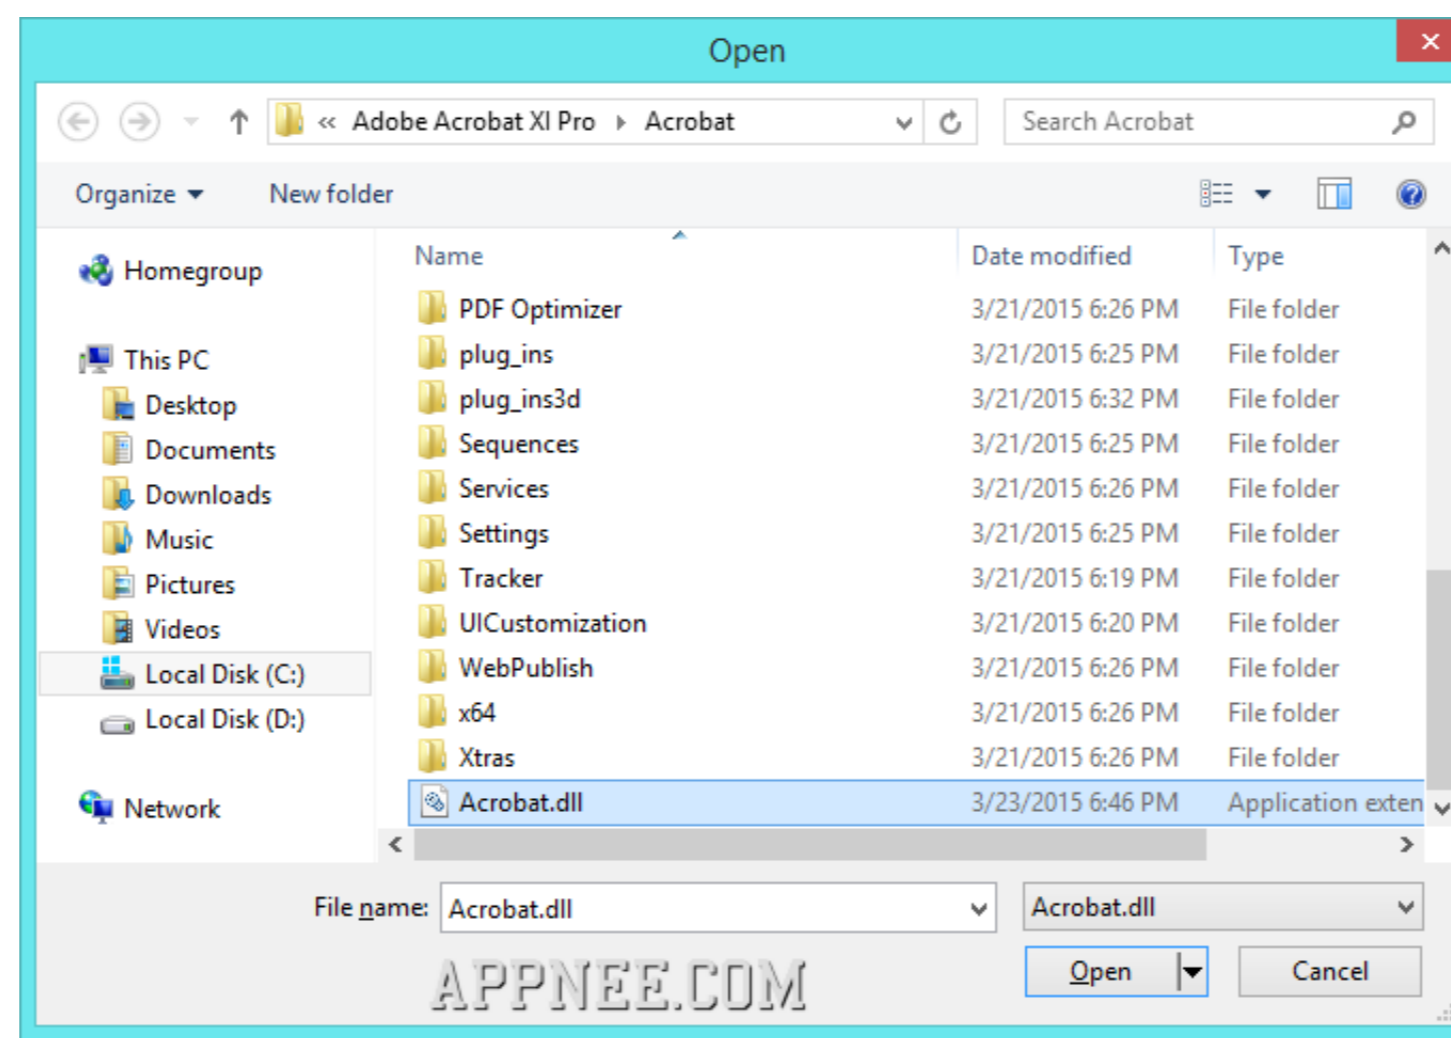 Open
« Adobe Acrobat XI Pro Acrobat Search Acrobat
Organize New folder
Name Date modified Type
Homegroup
This PC
Desktop
Documents
Downloads
Music
Pictures
Videos
Local Disk (C:)
Local Disk (D:)
Network
PDF Optimizer 3/21/2015 6:26 PM File folder
plug_ins 3/21/2015 6:25 PM File folder
plug_ins3d 3/21/2015 6:32 PM File folder
Sequences 3/21/2015 6:25 PM File folder
Services 3/21/2015 6:26 PM File folder
Settings 3/21/2015 6:25 PM File folder
Tracker 3/21/2015 6:19 PM File folder
UICustomization 3/21/2015 6:20 PM File folder
WebPublish 3/21/2015 6:26 PM File folder
x64 3/21/2015 6:26 PM File folder
Xtras 3/21/2015 6:26 PM File folder
Acrobat.dll 3/23/2015 6:46 PM Application exten
File name: Acrobat.dll Acrobat.dll
Open Cancel
APPNEE.COM